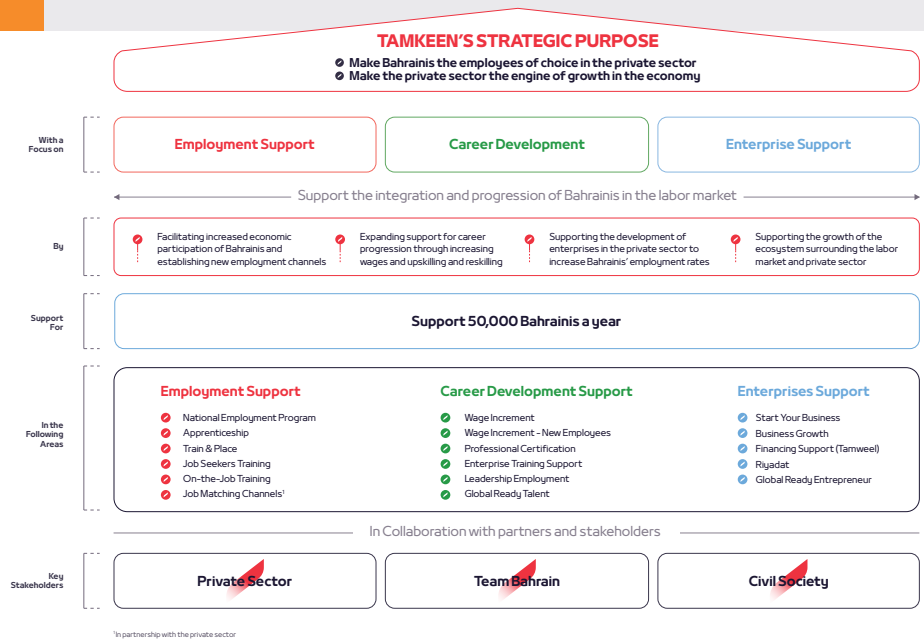 TAMKEEN'S STRATEGIC PURPOSE
Make Bahrainis the employees of choice in the private sector
Make the private sector the engine of growth in the economy
With a
Focus on
Employment Support
Career Development
Enterprise Support
Support the integration and progression of Bahrainis in the labor market
By
Facilitating increased economic
participation of Bahrainis and
establishing new employment channels
Expanding support for career
progression through increasing
wages and upskilling and reskilling
Supporting the development of
enterprises in the private sector to
increase Bahrainis' employment rates
Supporting the growth of the
ecosystem surrounding the labor
market and private sector
Support
For
Support 50,000 Bahrainis a year
In the
Following
Areas
Employment Support
National Employment Program
Apprenticeship
Train & Place
Job Seekers Training
On-the-Job Training
Job Matching Channels¹
Career Development Support
Wage Increment
Wage Increment - New Employees
Professional Certification
Enterprise Training Support
Leadership Employment
Global Ready Talent
Enterprises Support
Start Your Business
Business Growth
Financing Support (Tamweel)
Riyadat
Global Ready Entrepreneur
In Collaboration with partners and stakeholders
Key
Stakeholders
Private Sector
Team Bahrain
Civil Society
¹In partnership with the private sector